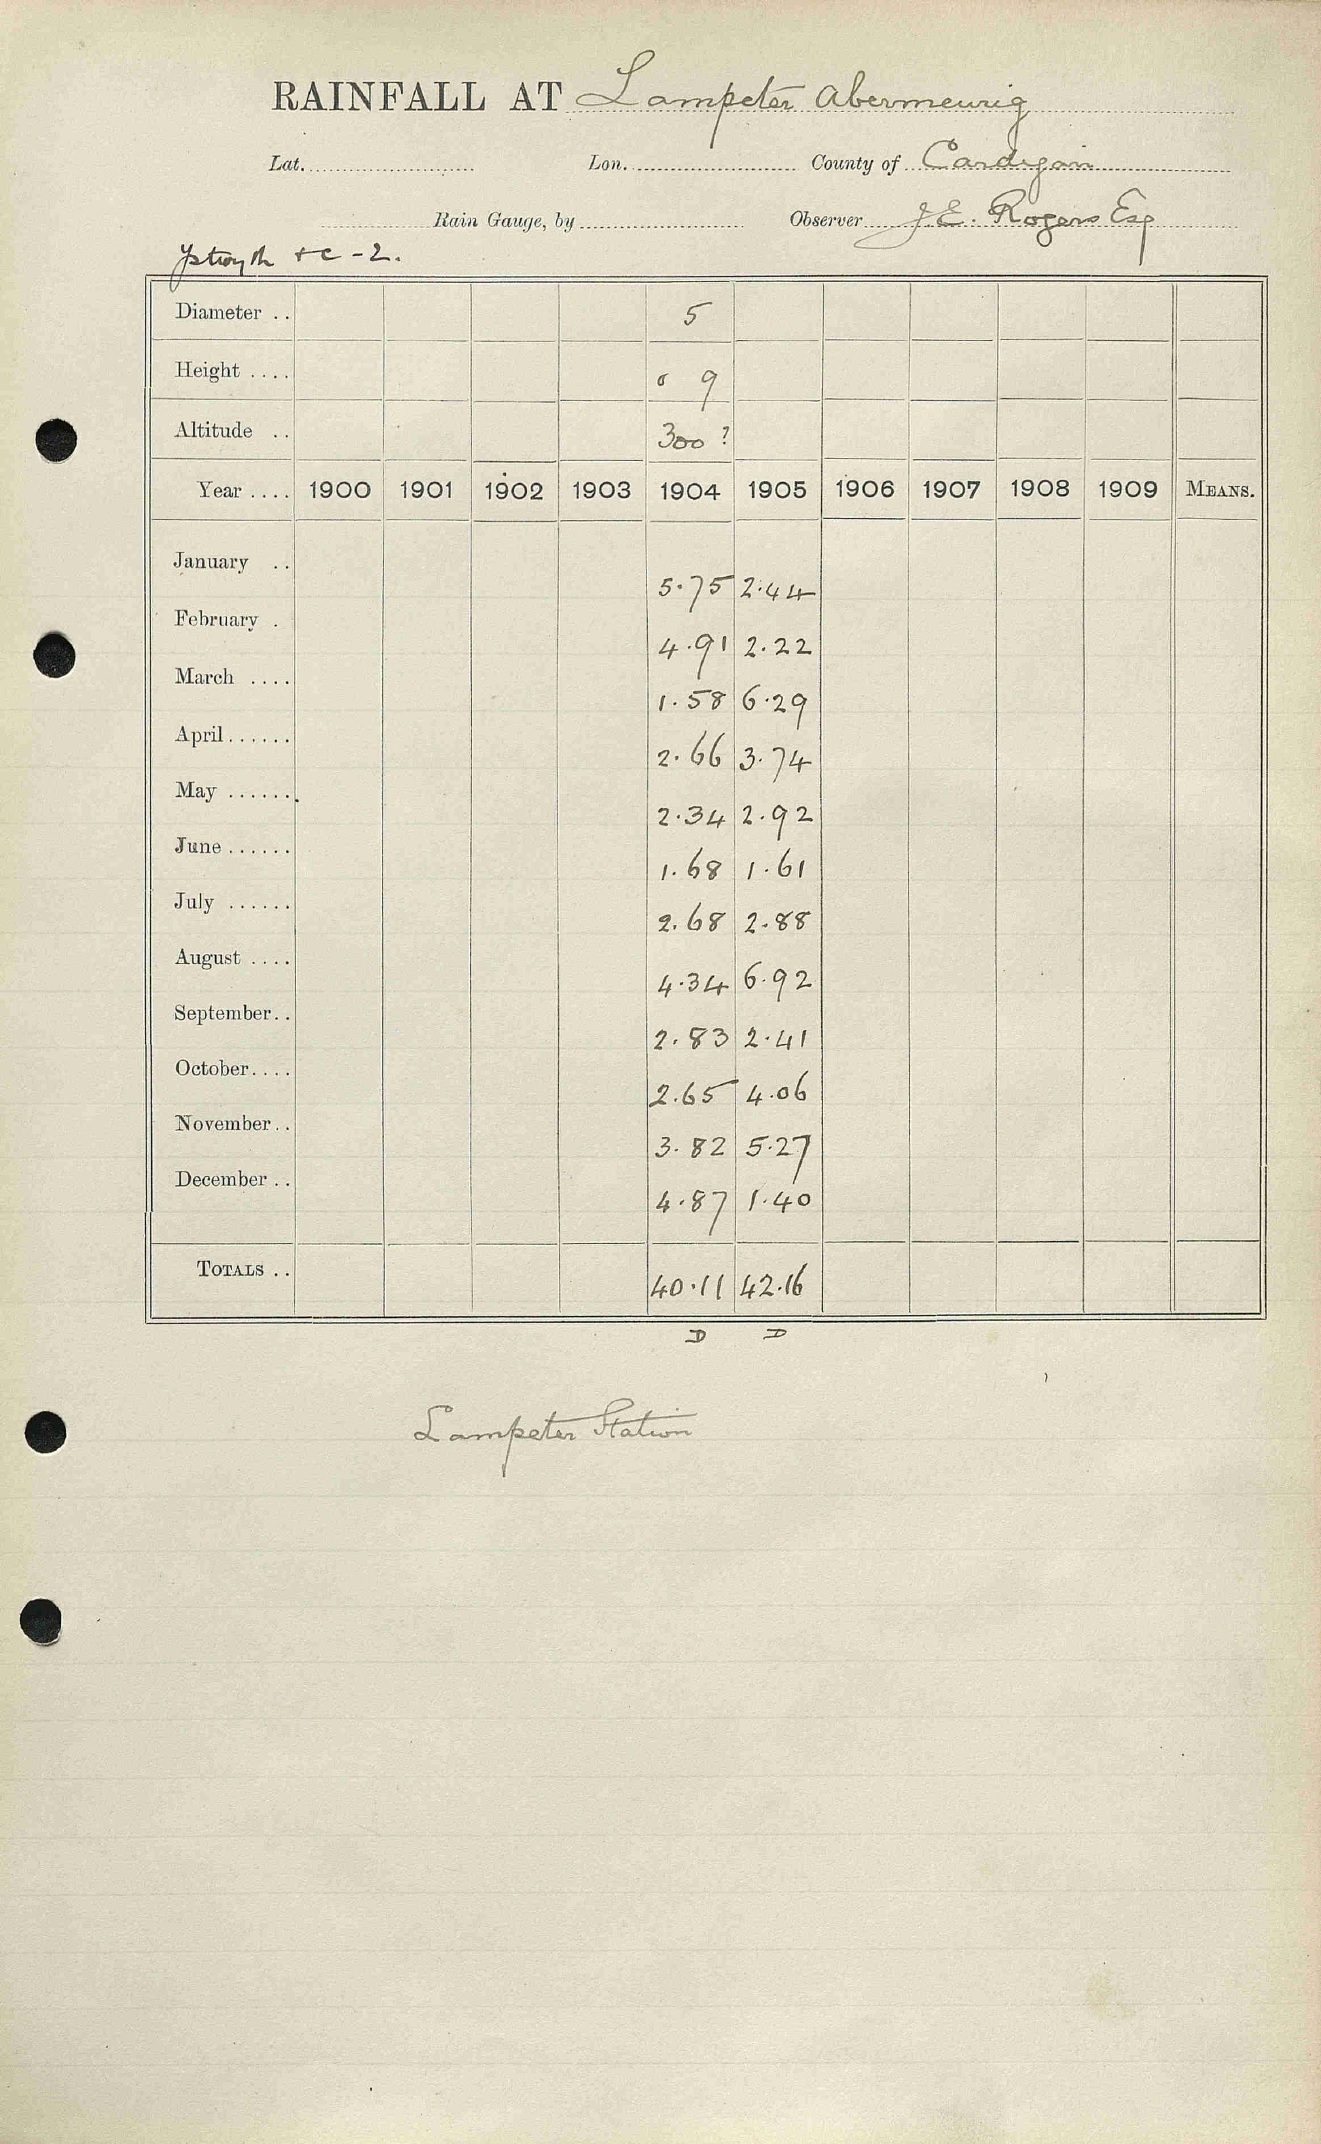 RAINFALL AT Lampeter Abermeurig
Lat. Lon. County of Cardigan
Rain Gauge, by Observer J.E. Rogers Esq
Ystwyth &c - 2.
Diameter .. 5
Height .... 0 9
Altitude .. 300 ?
Year .... 1900 1901 1902 1903 1904 1905 1906 1907 1908 1909 MEANS.
January .. 5.75 2.44
February . 4.91 2.22
March .... 1.58 6.29
April...... 2.66 3.74
May ...... 2.34 2.92
June ...... 1.68 1.61
July ...... 2.68 2.88
August .... 4.34 6.92
September.. 2.83 2.41
October.... 2.65 4.06
November.. 3.82 5.27
December .. 4.87 1.40
TOTALS .. 40.11 42.16
D D
Lampeter Station